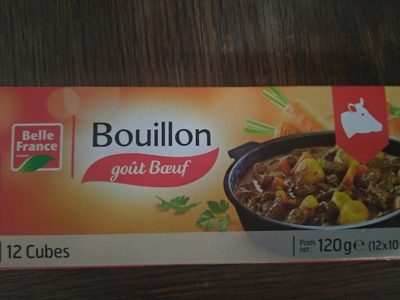 Belle
France
Bouillon
goût Bœuf
12 Cubes
Poids
net:
120g e (12x10